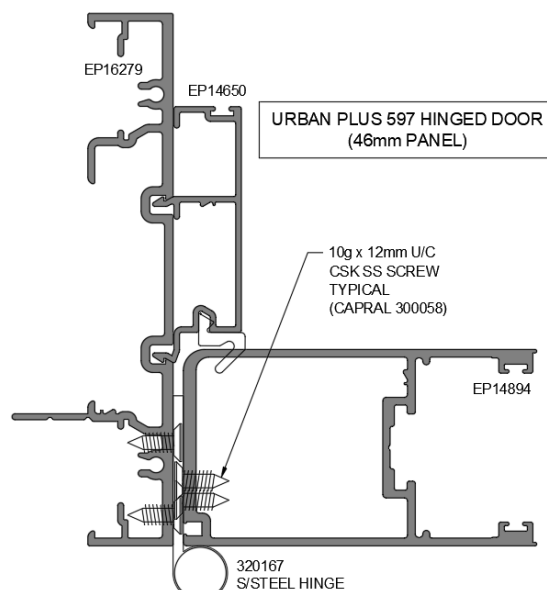 EP16279
EP14650
URBAN PLUS 597 HINGED DOOR
(46mm PANEL)
10g x 12mm U/C
CSK SS SCREW
TYPICAL
(CAPRAL 300058)
EP14894
320167
S/STEEL HINGE